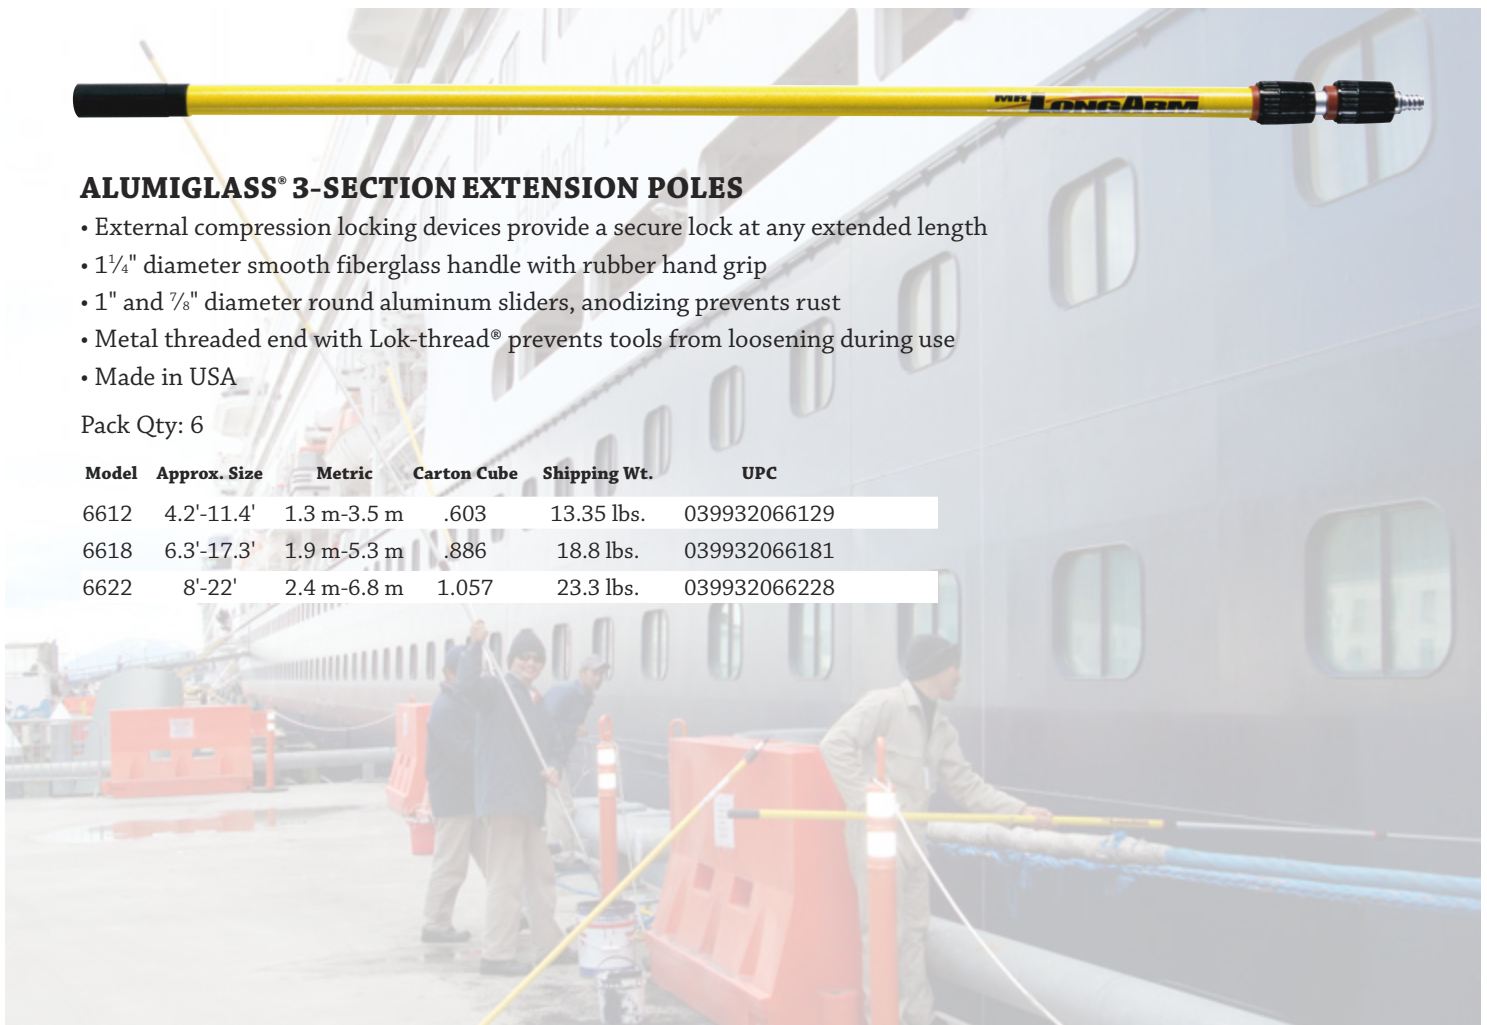 Holland America
MR. LONGARM
ALUMIGLASS® 3-SECTION EXTENSION POLES
• External compression locking devices provide a secure lock at any extended length
• 1¼" diameter smooth fiberglass handle with rubber hand grip
• 1" and ⅞" diameter round aluminum sliders, anodizing prevents rust
• Metal threaded end with Lok-thread® prevents tools from loosening during use
• Made in USA
Pack Qty: 6
Model Approx. Size Metric Carton Cube Shipping Wt. UPC
6612 4.2'-11.4' 1.3 m-3.5 m .603 13.35 lbs. 039932066129
6618 6.3'-17.3' 1.9 m-5.3 m .886 18.8 lbs. 039932066181
6622 8'-22' 2.4 m-6.8 m 1.057 23.3 lbs. 039932066228